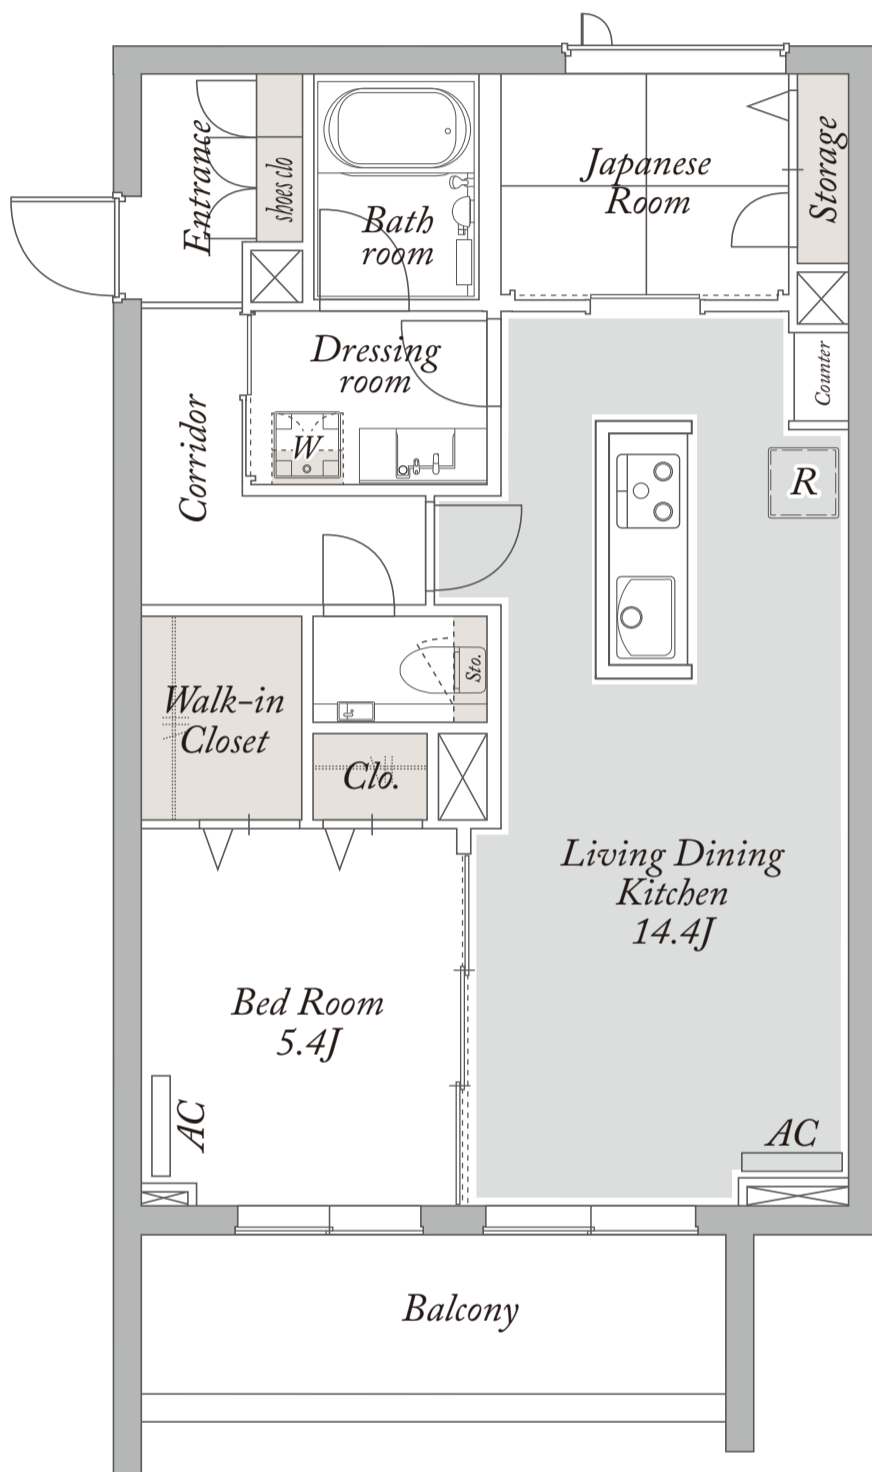 Entrance
shoes clo
Bath
room
Japanese
Room
Storage
Dressing
room
Counter
Corridor
W
R
Walk-in
Closet
Sto.
Clo.
Living Dining
Kitchen
14.4J
Bed Room
5.4J
AC
AC
Balcony